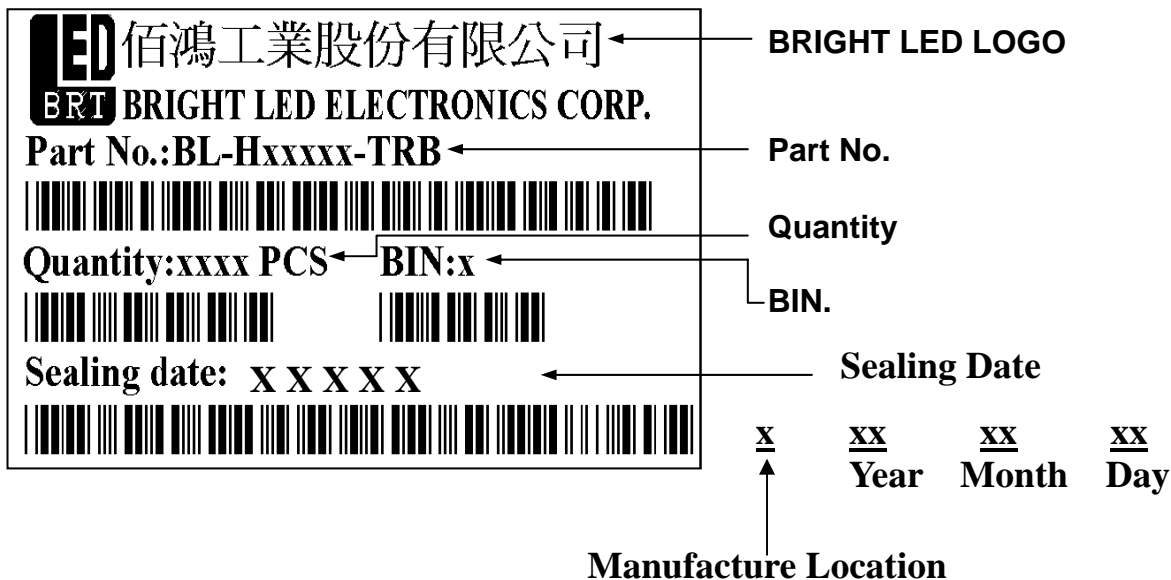 LED 佰鴻工業股份有限公司 BRIGHT LED LOGO
BRT BRIGHT LED ELECTRONICS CORP.
Part No.:BL-Hxxxxx-TRB Part No.
Quantity:xxxx PCS BIN:x Quantity
BIN.
Sealing date: x x x x x Sealing Date
x xx xx xx
Year Month Day
Manufacture Location